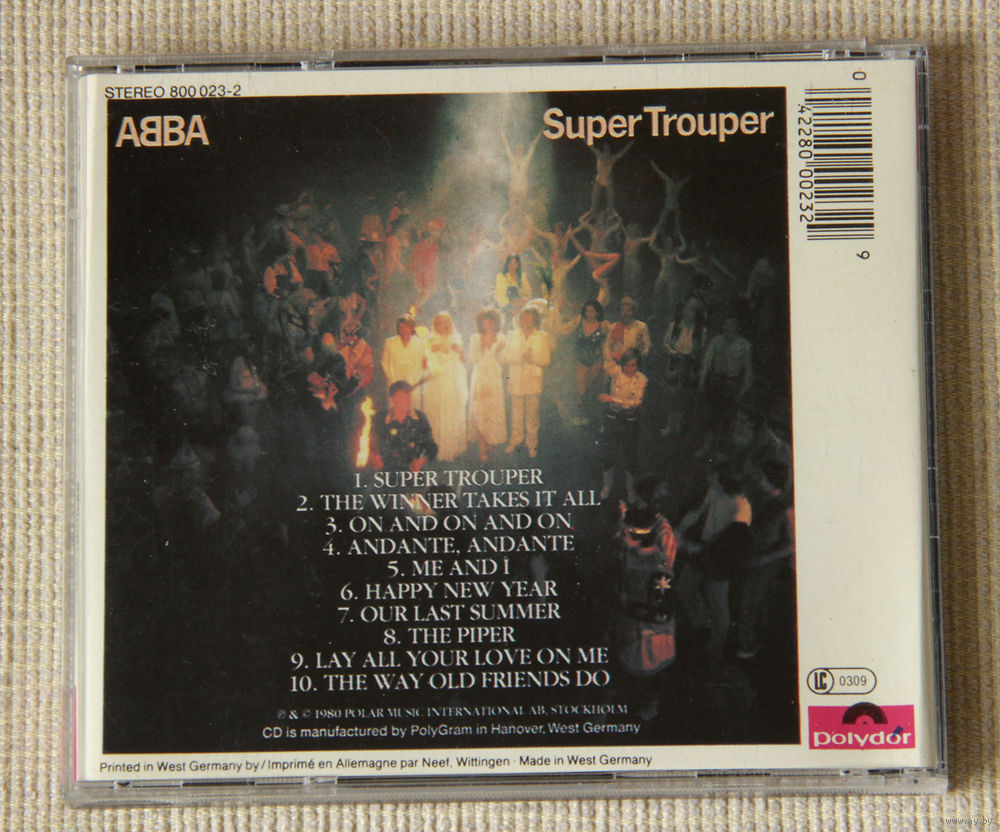 STEREO 800 023-2
ABBA
Super Trouper
0 42280 00232 9
1. SUPER TROUPER
2. THE WINNER TAKES IT ALL
3. ON AND ON AND ON
4. ANDANTE, ANDANTE
5. ME AND I
6. HAPPY NEW YEAR
7. OUR LAST SUMMER
8. THE PIPER
9. LAY ALL YOUR LOVE ON ME
10. THE WAY OLD FRIENDS DO
℗ & © 1980 POLAR MUSIC INTERNATIONAL AB, STOCKHOLM
CD is manufactured by PolyGram in Hanover, West Germany
LC 0309
polydor
Printed in West Germany by / Imprimé en Allemagne par Neef, Wittingen · Made in West Germany
www.ay.by